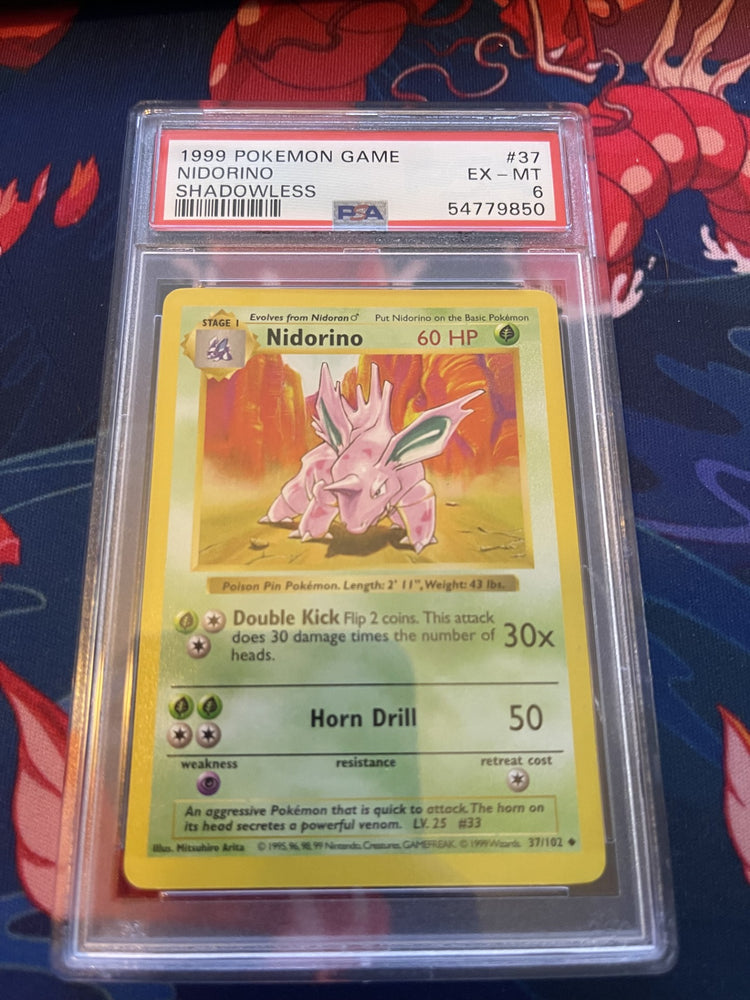 1999 POKEMON GAME #37
NIDORINO EX - MT
SHADOWLESS 6
PSA 54779850
Evolves from Nidoran♂ Put Nidorino on the Basic Pokémon
STAGE 1
Nidorino 60 HP
Poison Pin Pokémon. Length: 2' 11", Weight: 43 lbs.
Double Kick Flip 2 coins. This attack
does 30 damage times the number of 30x
heads.
Horn Drill 50
weakness resistance retreat cost
An aggressive Pokémon that is quick to attack. The horn on
its head secretes a powerful venom. LV. 25 #33
Illus. Mitsuhiro Arita © 1995, 96, 98, 99 Nintendo, Creatures, GAMEFREAK. © 1999 Wizards. 37/102